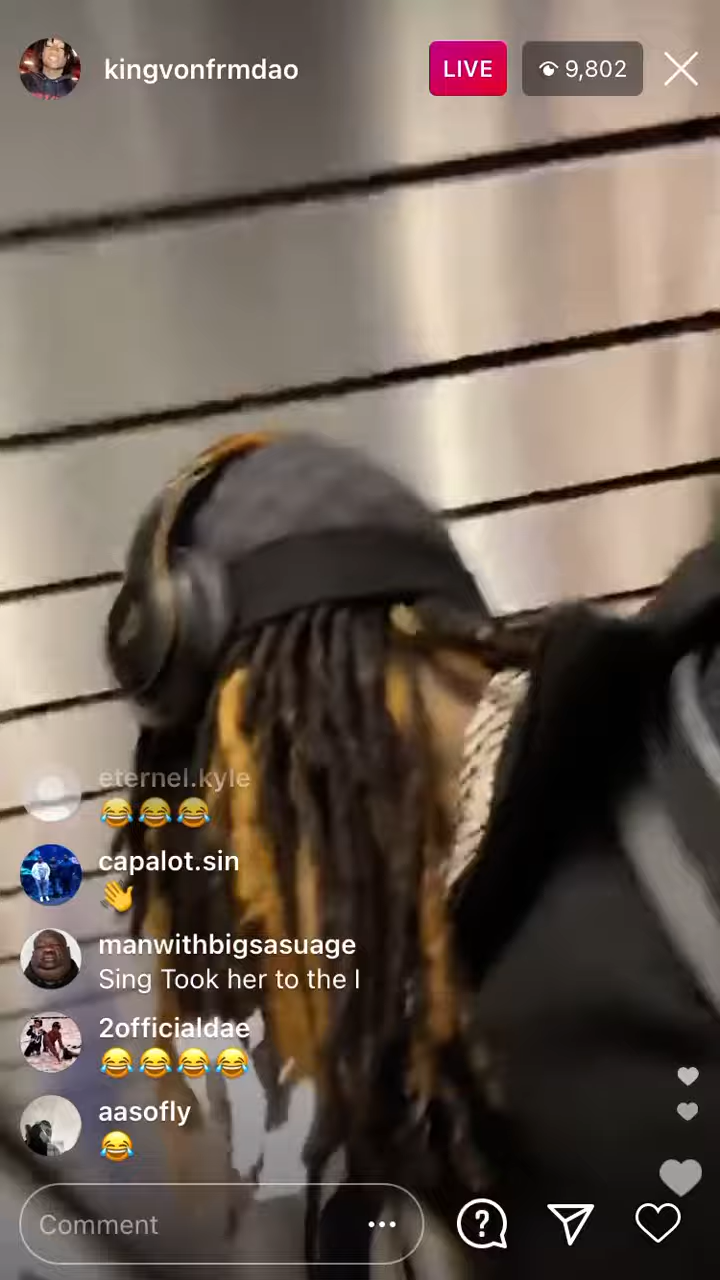 kingvonfrmdao
LIVE
9,802
eternel.kyle
😂😂😂
capalot.sin
👋
manwithbigsasuage
Sing Took her to the I
2officialdae
😂😂😂😂
aasofly
😂
Comment